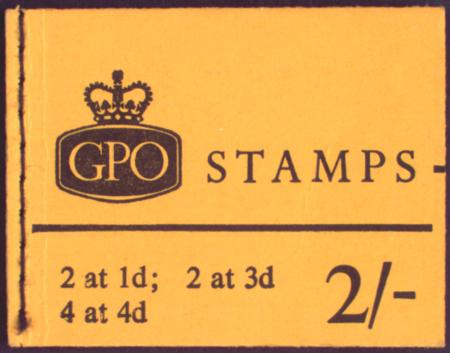 GPO STAMPS
2 at 1d; 2 at 3d
4 at 4d
2/-